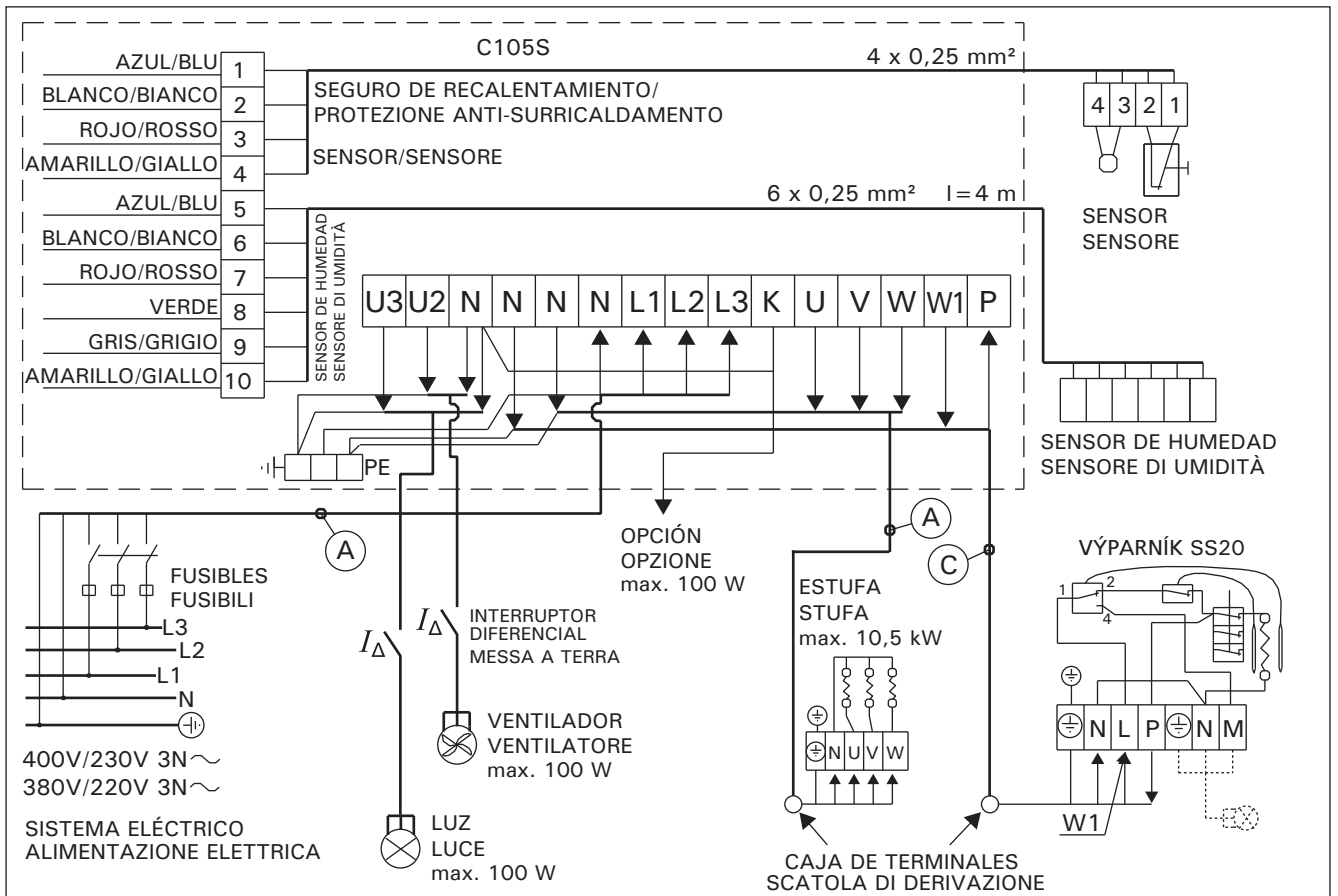 C105S
4 x 0,25 mm²
AZUL/BLU 1
BLANCO/BIANCO 2
ROJO/ROSSO 3
AMARILLO/GIALLO 4
AZUL/BLU 5
BLANCO/BIANCO 6
ROJO/ROSSO 7
VERDE 8
GRIS/GRIGIO 9
AMARILLO/GIALLO 10
SEGURO DE RECALENTAMIENTO/
PROTEZIONE ANTI-SURRICALDAMENTO
SENSOR/SENSORE
4 3 2 1
SENSOR
SENSORE
6 x 0,25 mm² l=4 m
SENSOR DE HUMEDAD
SENSORE DI UMIDITÀ
U3 U2 N N N N L1 L2 L3 K U V W W1 P
SENSOR DE HUMEDAD
SENSORE DI UMIDITÀ
PE
A
FUSIBLES
FUSIBILI
L3
L2
L1
N
400V/230V 3N~
380V/220V 3N~
SISTEMA ELÉCTRICO
ALIMENTAZIONE ELETTRICA
IΔ
IΔ
INTERRUPTOR
DIFERENCIAL
MESSA A TERRA
VENTILADOR
VENTILATORE
max. 100 W
LUZ
LUCE
max. 100 W
OPCIÓN
OPZIONE
max. 100 W
A
C
ESTUFA
STUFA
max. 10,5 kW
N U V W
CAJA DE TERMINALES
SCATOLA DI DERIVAZIONE
VÝPARNÍK SS20
1 2
4
N L P N M
W1